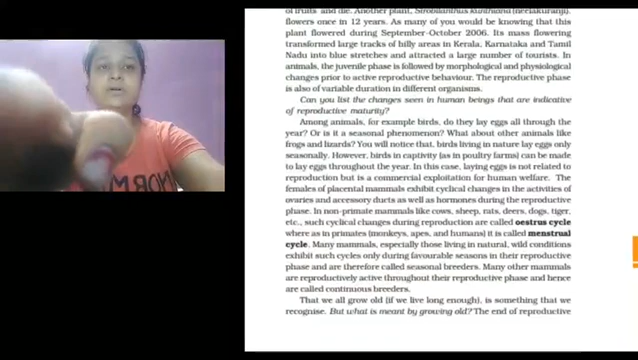 of fruits and die. Another plant, Strobilanthus kunthiana (neelakuranji),
flowers once in 12 years. As many of you would be knowing that this
plant flowered during September-October 2006. Its mass flowering
transformed large tracks of hilly areas in Kerala, Karnataka and Tamil
Nadu into blue stretches and attracted a large number of tourists. In
animals, the juvenile phase is followed by morphological and physiological
changes prior to active reproductive behaviour. The reproductive phase
is also of variable duration in different organisms.
Can you list the changes seen in human beings that are indicative
of reproductive maturity?
Among animals, for example birds, do they lay eggs all through the
year? Or is it a seasonal phenomenon? What about other animals like
frogs and lizards? You will notice that, birds living in nature lay eggs only
seasonally. However, birds in captivity (as in poultry farms) can be made
to lay eggs throughout the year. In this case, laying eggs is not related to
reproduction but is a commercial exploitation for human welfare. The
females of placental mammals exhibit cyclical changes in the activities of
ovaries and accessory ducts as well as hormones during the reproductive
phase. In non-primate mammals like cows, sheep, rats, deers, dogs, tiger,
etc., such cyclical changes during reproduction are called oestrus cycle
where as in primates (monkeys, apes, and humans) it is called menstrual
cycle. Many mammals, especially those living in natural, wild conditions
exhibit such cycles only during favourable seasons in their reproductive
phase and are therefore called seasonal breeders. Many other mammals
are reproductively active throughout their reproductive phase and hence
are called continuous breeders.
That we all grow old (if we live long enough), is something that we
recognise. But what is meant by growing old? The end of reproductive